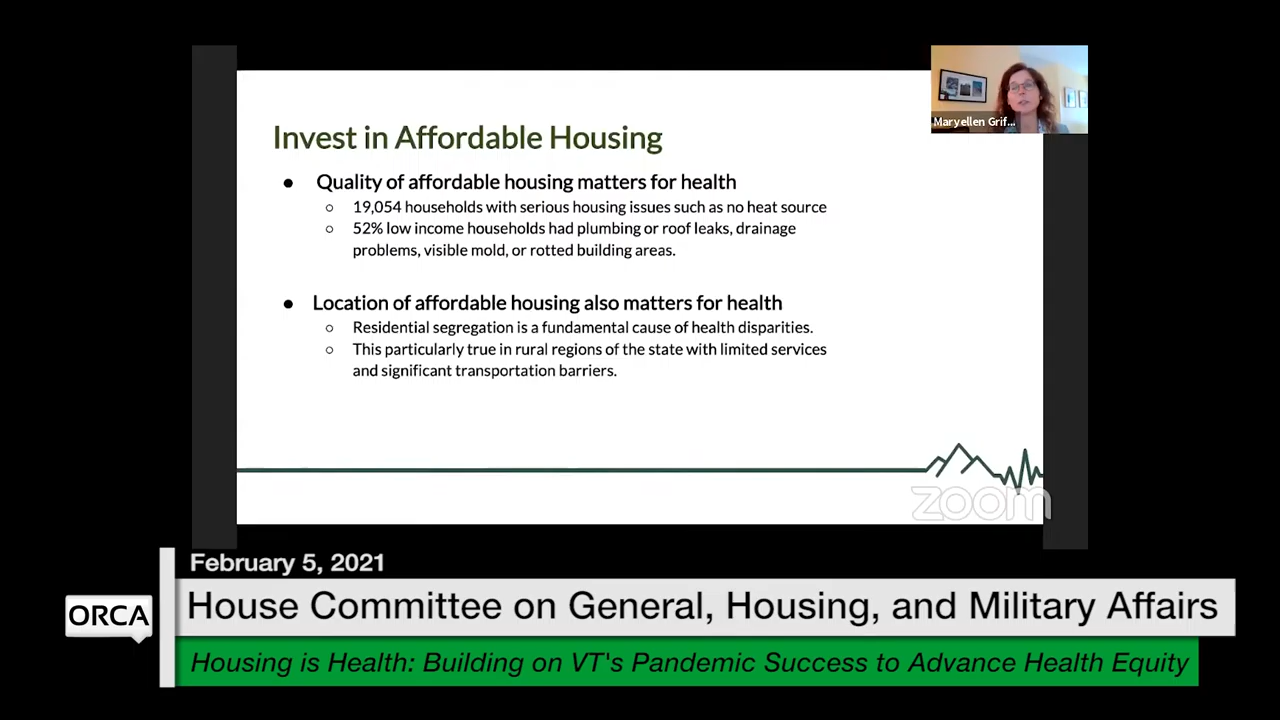 Maryellen Grif...
Invest in Affordable Housing
● Quality of affordable housing matters for health
○ 19,054 households with serious housing issues such as no heat source
○ 52% low income households had plumbing or roof leaks, drainage
problems, visible mold, or rotted building areas.
● Location of affordable housing also matters for health
○ Residential segregation is a fundamental cause of health disparities.
○ This particularly true in rural regions of the state with limited services
and significant transportation barriers.
zoom
February 5, 2021
ORCA
House Committee on General, Housing, and Military Affairs
Housing is Health: Building on VT's Pandemic Success to Advance Health Equity